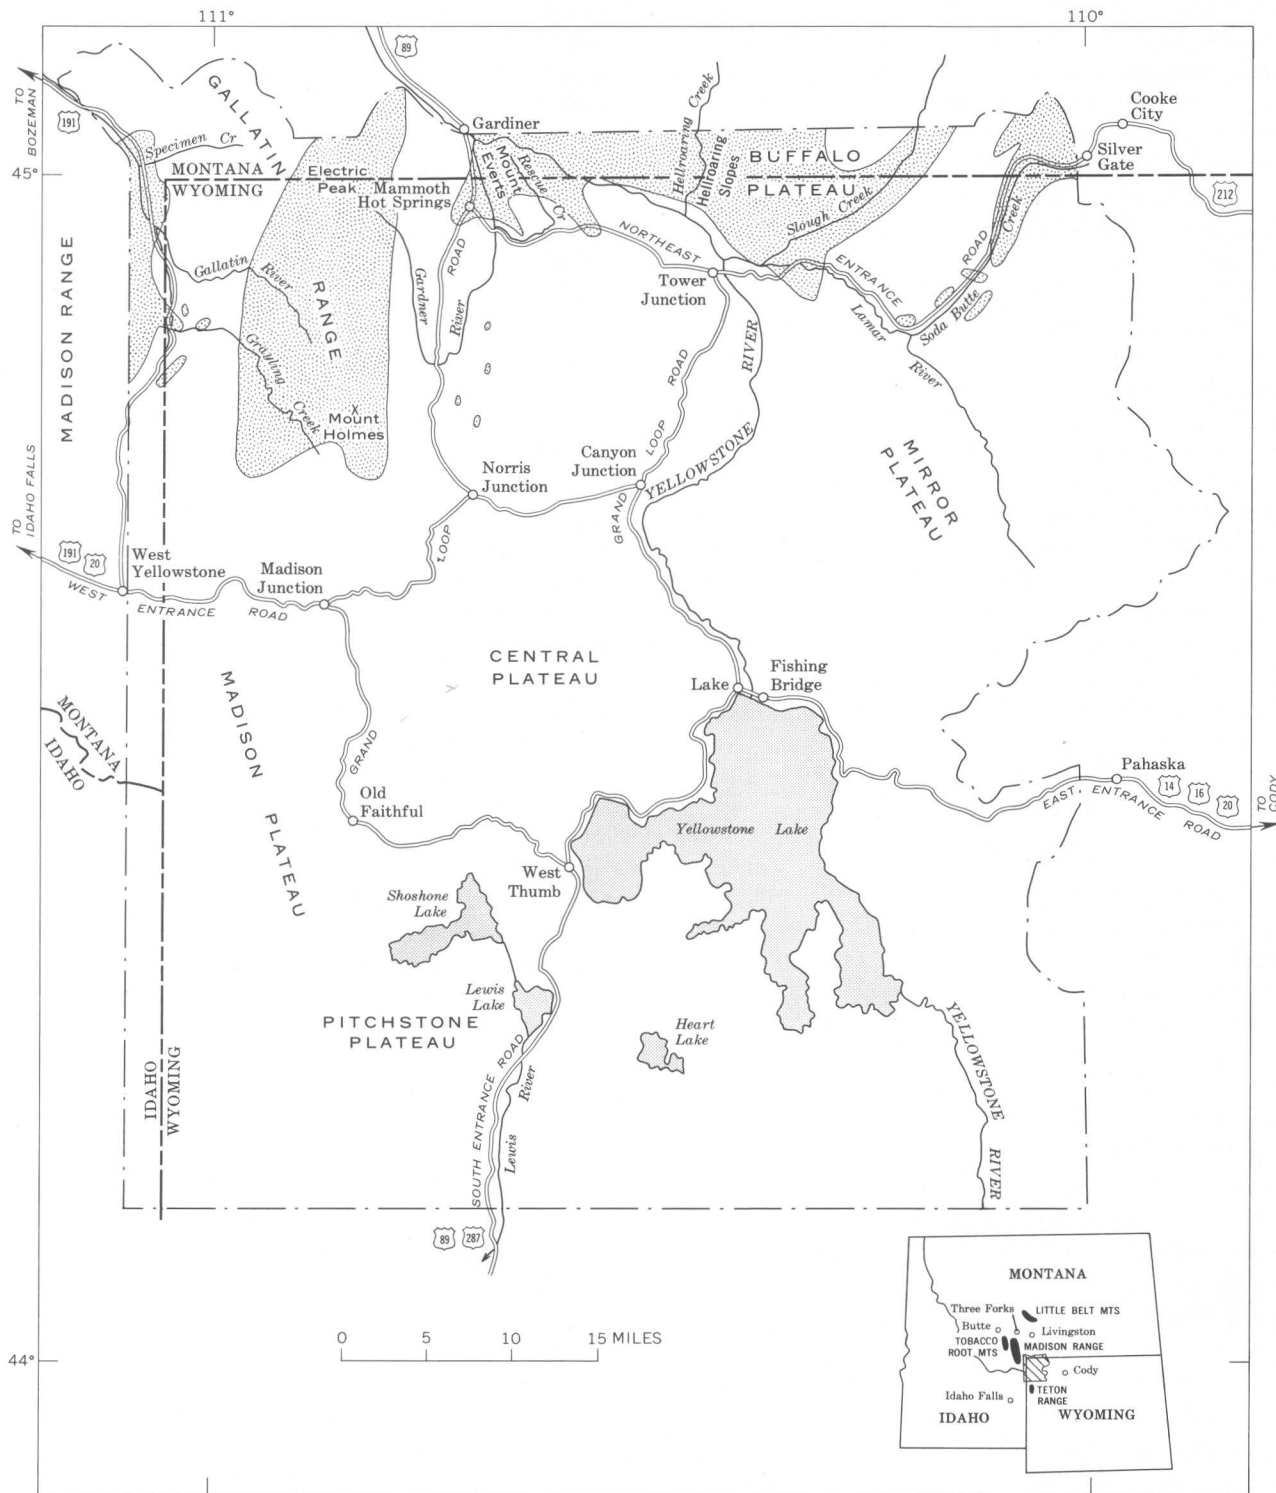 111°
110°
89
TO
BOZEMAN
191
GALLATIN
Specimen Cr
Gardiner
Hellroaring Creek
Cooke
City
Silver
Gate
45°
MONTANA
WYOMING
Electric
Peak
Mammoth
Hot Springs
Mount
Everts
Rescue
Cr
Hellroaring
Slopes
BUFFALO
PLATEAU
Slough Creek
212
MADISON RANGE
Gallatin
River
RANGE
Gardner
River
ROAD
NORTHEAST
ENTRANCE
ROAD
Creek
Tower
Junction
Lamar
River
Soda Butte
Grayling
Creek
X
Mount
Holmes
RIVER
ROAD
LOOP
YELLOWSTONE
GRAND
MIRROR
PLATEAU
Canyon
Junction
Norris
Junction
LOOP
TO
IDAHO FALLS
191
20
West
Yellowstone
WEST
ENTRANCE
ROAD
Madison
Junction
CENTRAL
PLATEAU
Lake
Fishing
Bridge
MADISON
PLATEAU
MONTANA
IDAHO
GRAND
Old
Faithful
Pahaska
14
16
20
EAST
ENTRANCE
ROAD
TO
CODY
Yellowstone Lake
West
Thumb
Shoshone
Lake
Lewis
Lake
Heart
Lake
PITCHSTONE
PLATEAU
SOUTH ENTRANCE ROAD
Lewis
River
YELLOWSTONE
RIVER
IDAHO
WYOMING
89
287
0 5 10 15 MILES
44°
MONTANA
Three Forks
LITTLE BELT MTS
Butte
Livingston
TOBACCO
ROOT MTS
MADISON RANGE
Cody
Idaho Falls
TETON
RANGE
IDAHO
WYOMING